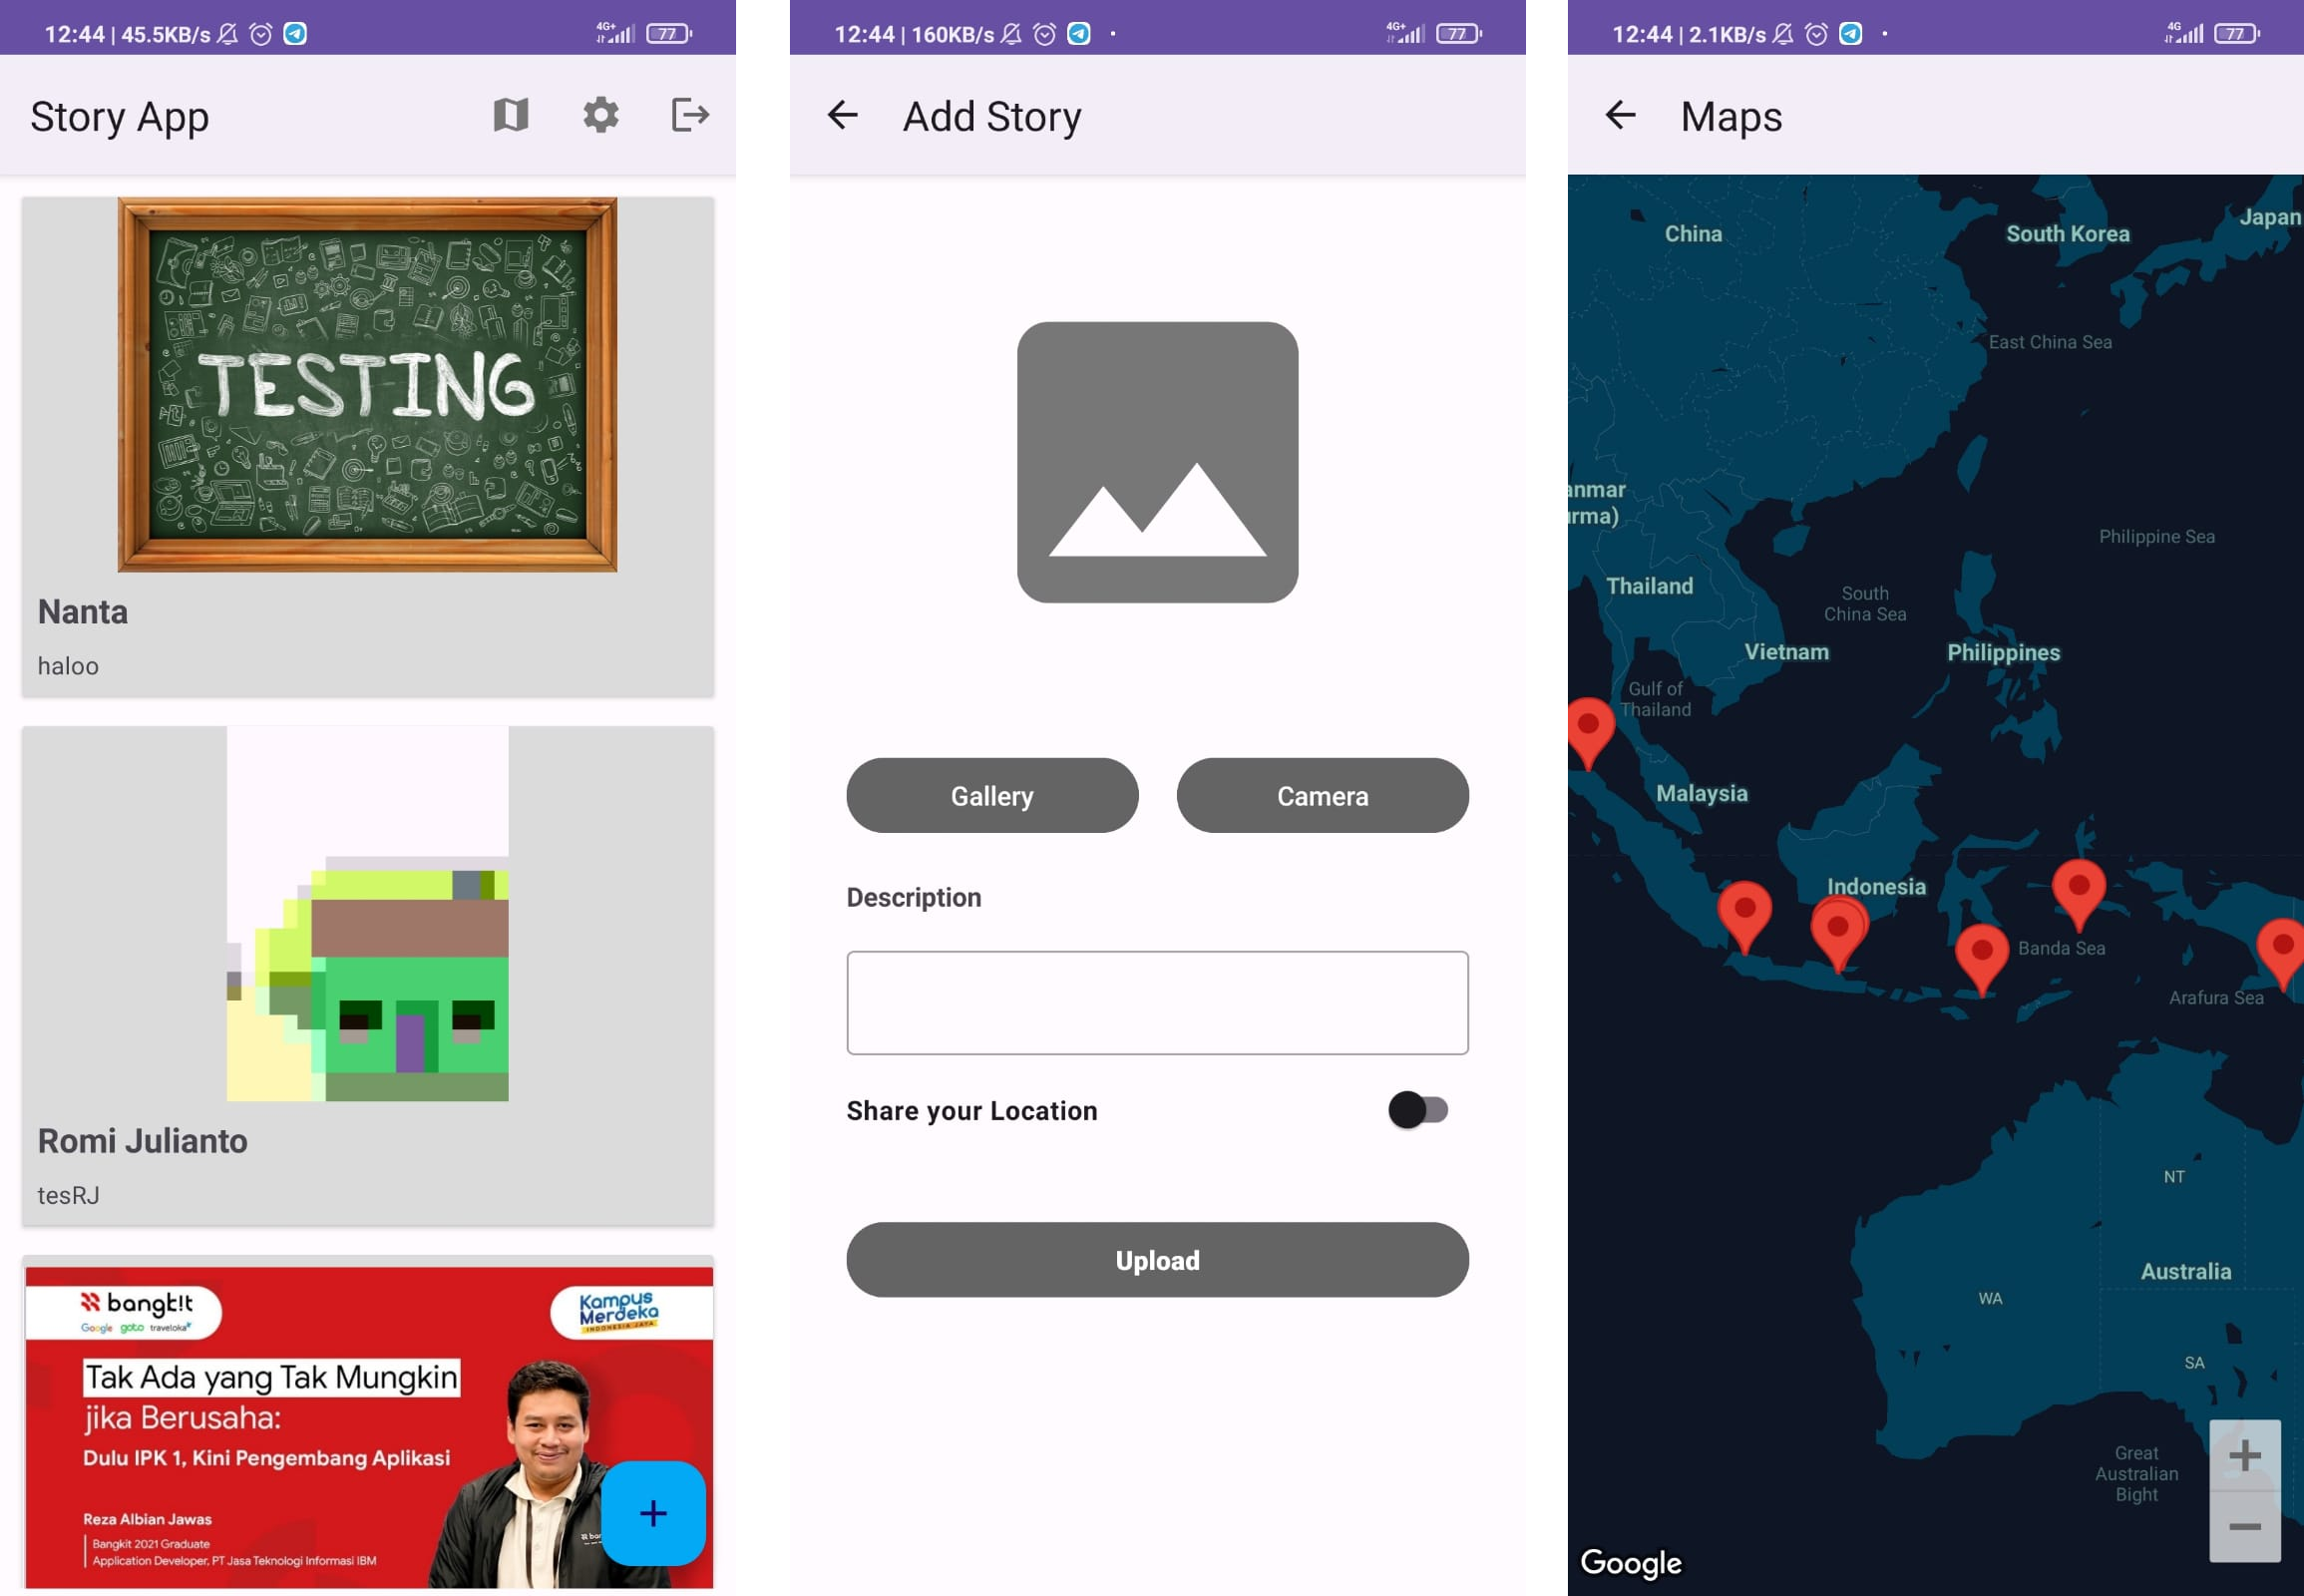 12:44 | 45.5KB/s
4G+
77
Story App
TESTING
Nanta
haloo
Romi Julianto
tesRJ
bangk!t
Google goto traveloka
Kampus
Merdeka
INDONESIA JAYA
Tak Ada yang Tak Mungkin
jika Berusaha:
Dulu IPK 1, Kini Pengembang Aplikasi
Reza Albian Jawas
Bangkit 2021 Graduate
Application Developer, PT Jasa Teknologi Informasi IBM
+
12:44 | 160KB/s
4G+
77
Add Story
Gallery
Camera
Description
Share your Location
Upload
12:44 | 2.1KB/s
4G
77
Maps
China
South Korea
Japan
East China Sea
anmar
rma)
Philippine Sea
Thailand
South
China Sea
Vietnam
Philippines
Gulf of
Thailand
Malaysia
Indonesia
Banda Sea
Arafura Sea
NT
Australia
WA
SA
Great
Australian
Bight
+
−
Google